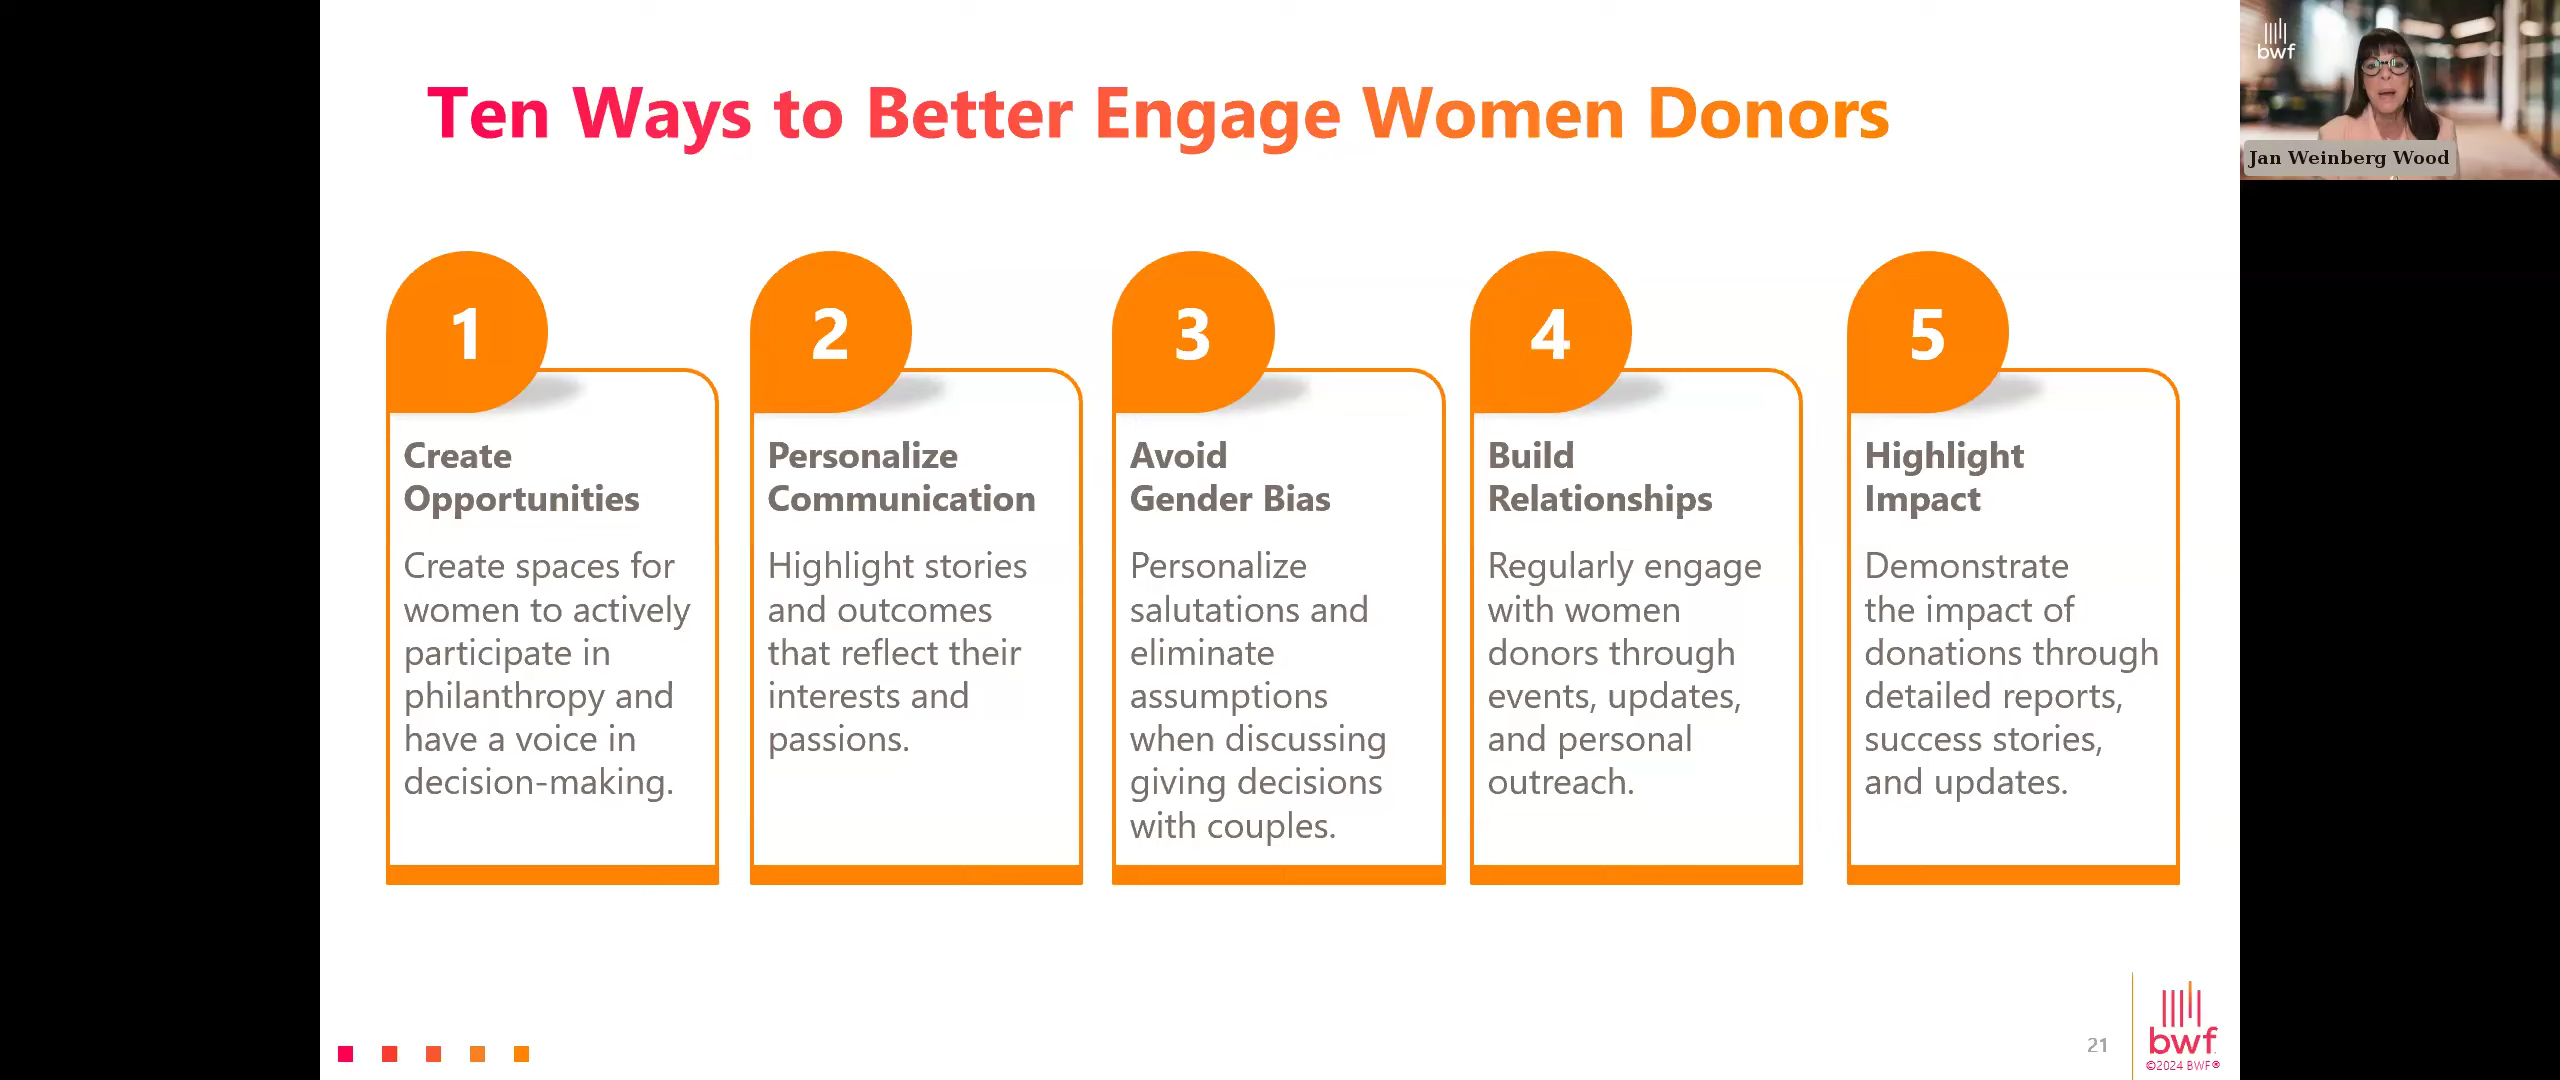 Ten Ways to Better Engage Women Donors
bwf
Jan Weinberg Wood
1
Create
Opportunities
Create spaces for
women to actively
participate in
philanthropy and
have a voice in
decision-making.
2
Personalize
Communication
Highlight stories
and outcomes
that reflect their
interests and
passions.
3
Avoid
Gender Bias
Personalize
salutations and
eliminate
assumptions
when discussing
giving decisions
with couples.
4
Build
Relationships
Regularly engage
with women
donors through
events, updates,
and personal
outreach.
5
Highlight
Impact
Demonstrate
the impact of
donations through
detailed reports,
success stories,
and updates.
21
bwf
©2024 BWF®